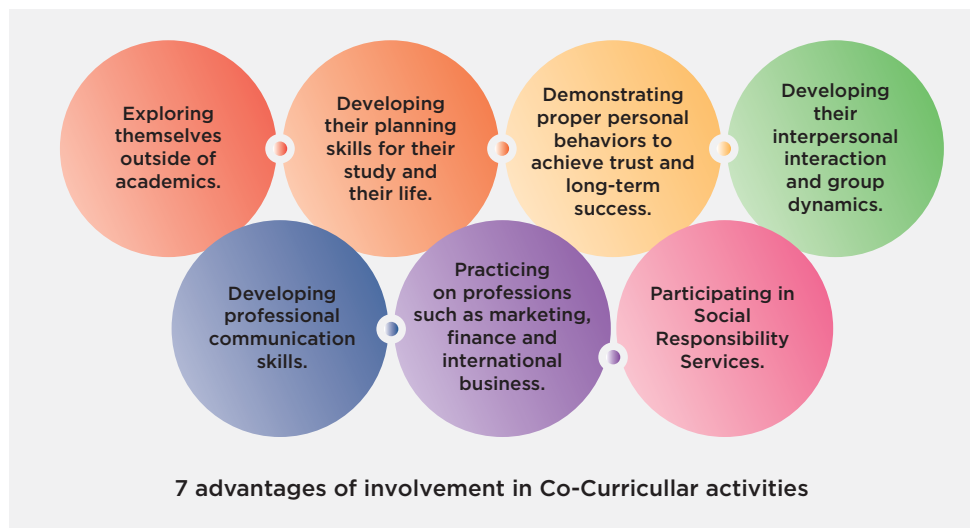 Exploring
themselves
outside of
academics.
Developing
their planning
skills for their
study and
their life.
Demonstrating
proper personal
behaviors to
achieve trust and
long-term
success.
Developing
their
interpersonal
interaction
and group
dynamics.
Developing
professional
communication
skills.
Practicing
on professions
such as marketing,
finance and
international
business.
Participating in
Social
Responsibility
Services.
7 advantages of involvement in Co-Curricullar activities